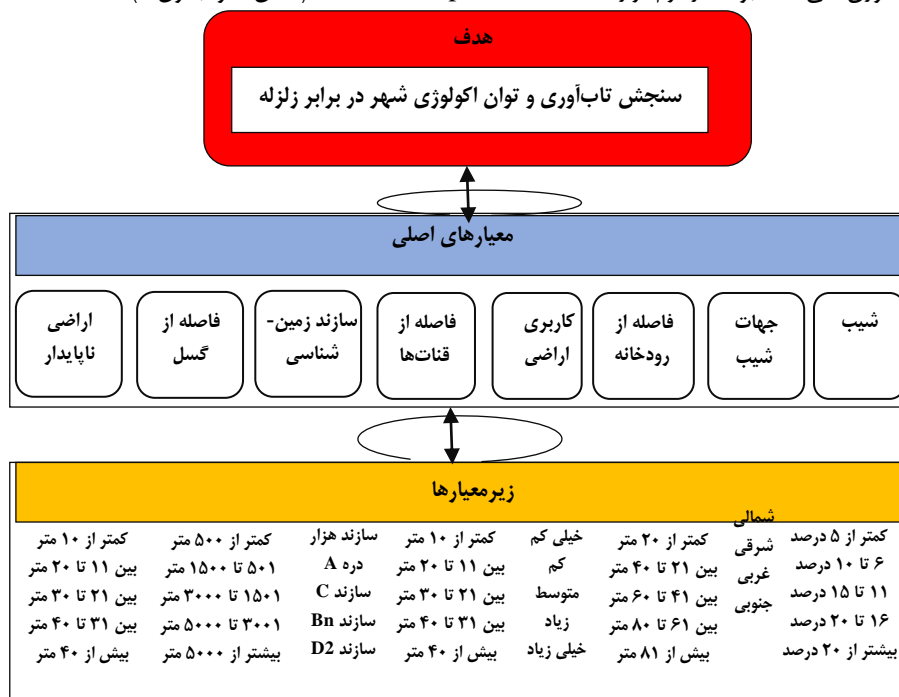 هدف
سنجش تاب‌آوری و توان اکولوژی شهر در برابر زلزله
معیارهای اصلی
شیب
جهات
شیب
فاصله از
رودخانه
کاربری
اراضی
فاصله از
قنات‌ها
سازند زمین-
شناسی
فاصله از
گسل
اراضی
ناپایدار
زیرمعیارها
کمتر از ۵ درصد
۶ تا ۱۰ درصد
۱۱ تا ۱۵ درصد
۱۶ تا ۲۰ درصد
بیشتر از ۲۰ درصد
شمالی
شرقی
غربی
جنوبی
کمتر از ۲۰ متر
بین ۲۱ تا ۴۰ متر
بین ۴۱ تا ۶۰ متر
بین ۶۱ تا ۸۰ متر
بیش از ۸۱ متر
خیلی کم
کم
متوسط
زیاد
خیلی زیاد
کمتر از ۱۰ متر
بین ۱۱ تا ۲۰ متر
بین ۲۱ تا ۳۰ متر
بین ۳۱ تا ۴۰ متر
بیش از ۴۰ متر
سازند هزار
دره A
سازند C
سازند Bn
سازند D2
کمتر از ۵۰۰ متر
۵۰۱ تا ۱۵۰۰ متر
۱۵۰۱ تا ۳۰۰۰ متر
۳۰۰۱ تا ۵۰۰۰ متر
بیشتر از ۵۰۰۰ متر
کمتر از ۱۰ متر
بین ۱۱ تا ۲۰ متر
بین ۲۱ تا ۳۰ متر
بین ۳۱ تا ۴۰ متر
بیش از ۴۰ متر